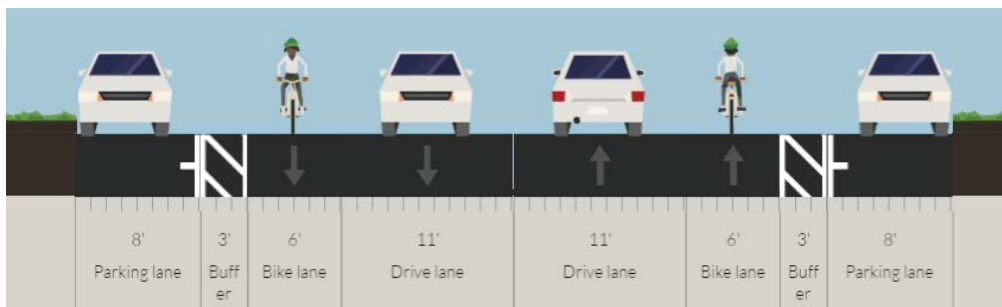 8' 3' 6' 11' 11' 6' 3' 8'
Parking lane Buff Bike lane Drive lane Drive lane Bike lane Buff Parking lane
er er